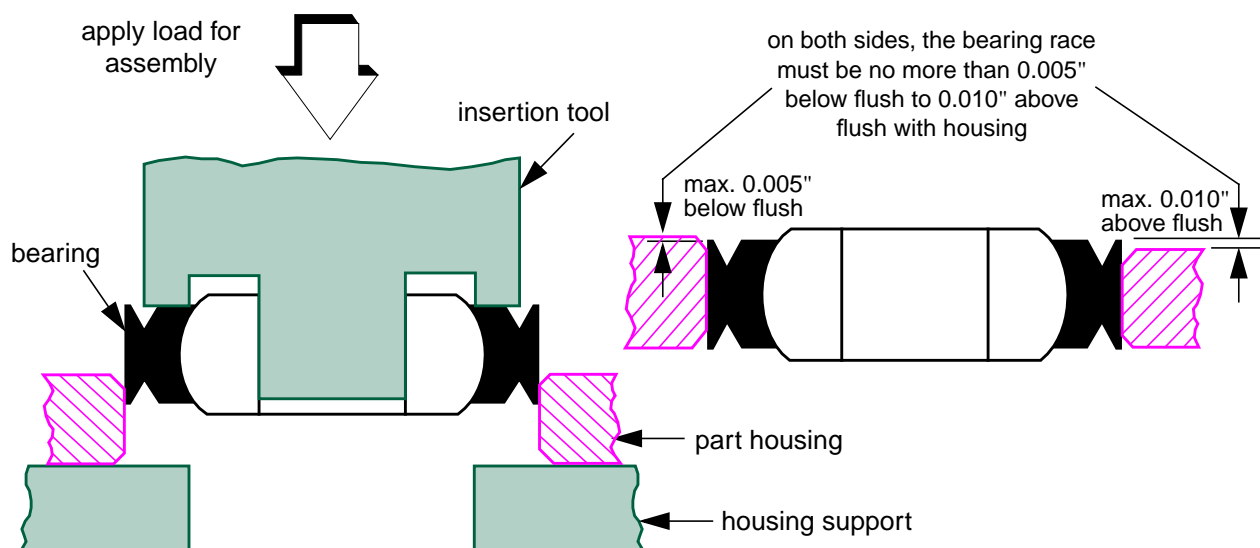 apply load for
assembly
insertion tool
bearing
part housing
housing support
on both sides, the bearing race
must be no more than 0.005"
below flush to 0.010" above
flush with housing
max. 0.005"
below flush
max. 0.010"
above flush